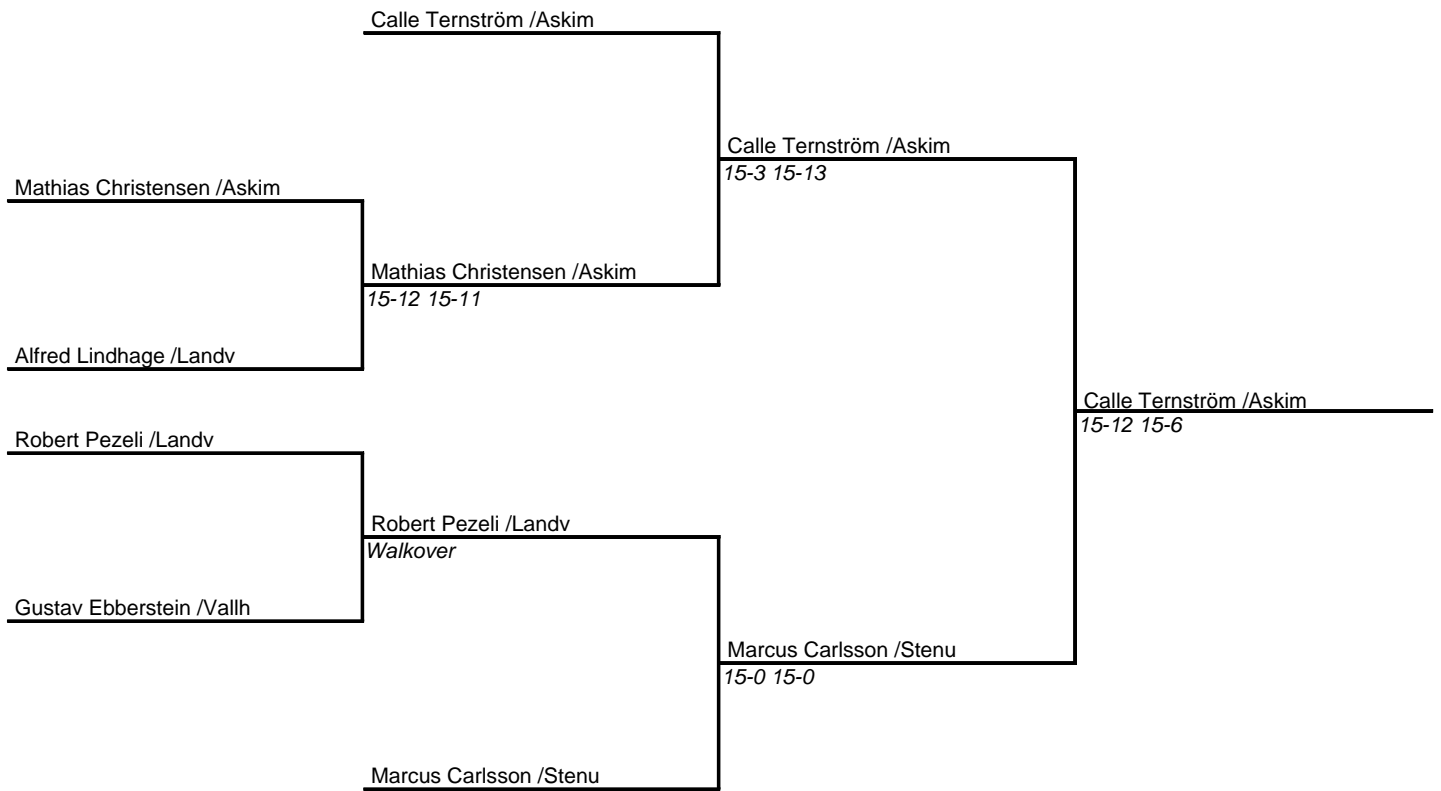 Calle Ternström /Askim
Calle Ternström /Askim
15-3 15-13
Mathias Christensen /Askim
Mathias Christensen /Askim
15-12 15-11
Alfred Lindhage /Landv
Calle Ternström /Askim
15-12 15-6
Robert Pezeli /Landv
Robert Pezeli /Landv
Walkover
Gustav Ebberstein /Vallh
Marcus Carlsson /Stenu
15-0 15-0
Marcus Carlsson /Stenu